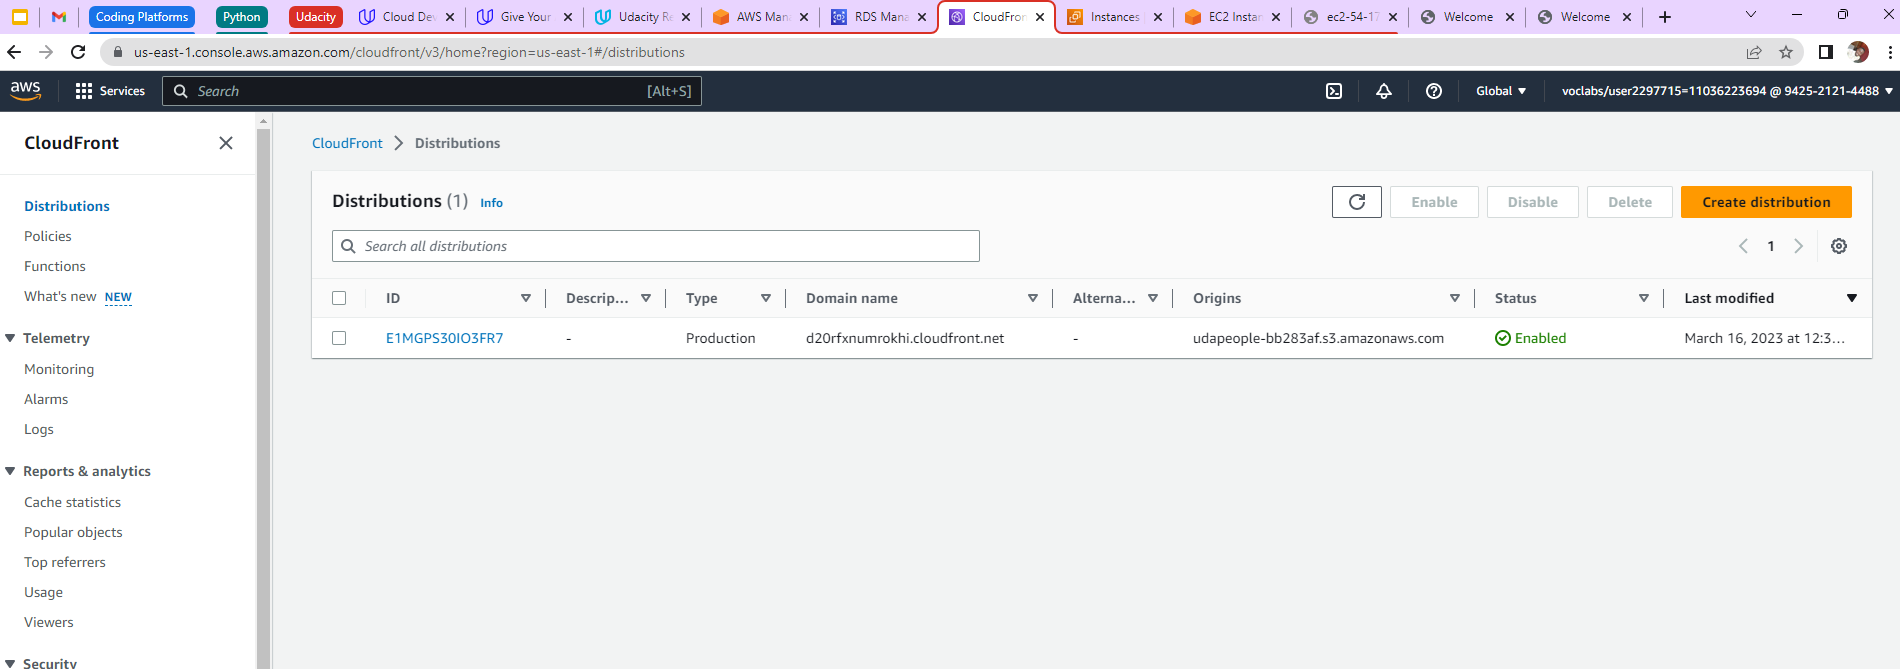 Coding Platforms Python Udacity Cloud Dev Give Your Udacity Re AWS Man RDS Mana CloudFron Instances EC2 Instan ec2-54-17 Welcome Welcome
us-east-1.console.aws.amazon.com/cloudfront/v3/home?region=us-east-1#/distributions
aws Services Search [Alt+S] Global voclabs/user2297715=11036223694 @ 9425-2121-4488
CloudFront
CloudFront Distributions
Distributions (1) Info
Enable Disable Delete Create distribution
Search all distributions
1
ID Descrip... Type Domain name Alterna... Origins Status Last modified
E1MGPS30IO3FR7 - Production d20rfxnumrokhi.cloudfront.net - udapeople-bb283af.s3.amazonaws.com Enabled March 16, 2023 at 12:3...
Distributions
Policies
Functions
What's new NEW
Telemetry
Monitoring
Alarms
Logs
Reports & analytics
Cache statistics
Popular objects
Top referrers
Usage
Viewers
Security